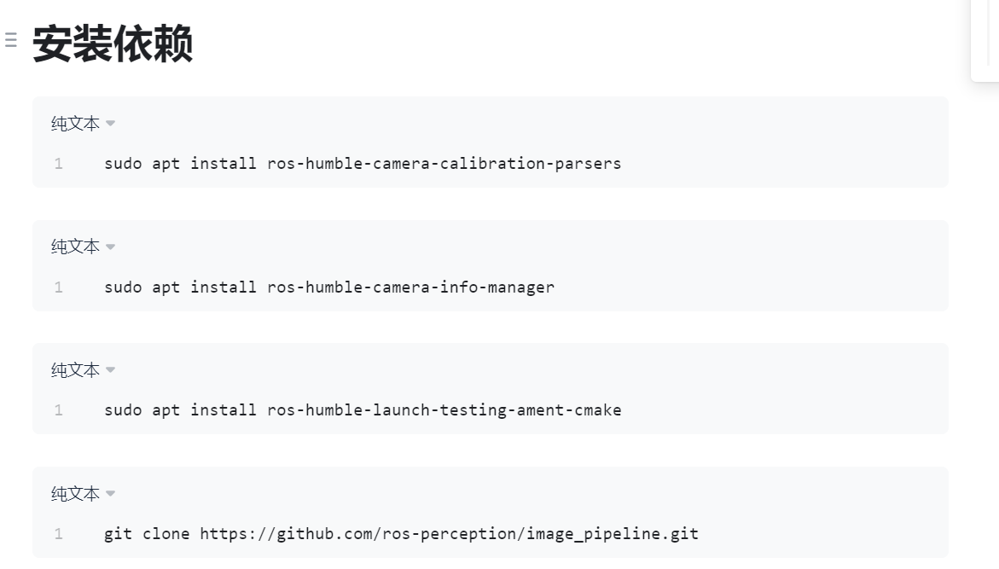 安装依赖
纯文本
1 sudo apt install ros-humble-camera-calibration-parsers
纯文本
1 sudo apt install ros-humble-camera-info-manager
纯文本
1 sudo apt install ros-humble-launch-testing-ament-cmake
纯文本
1 git clone https://github.com/ros-perception/image_pipeline.git